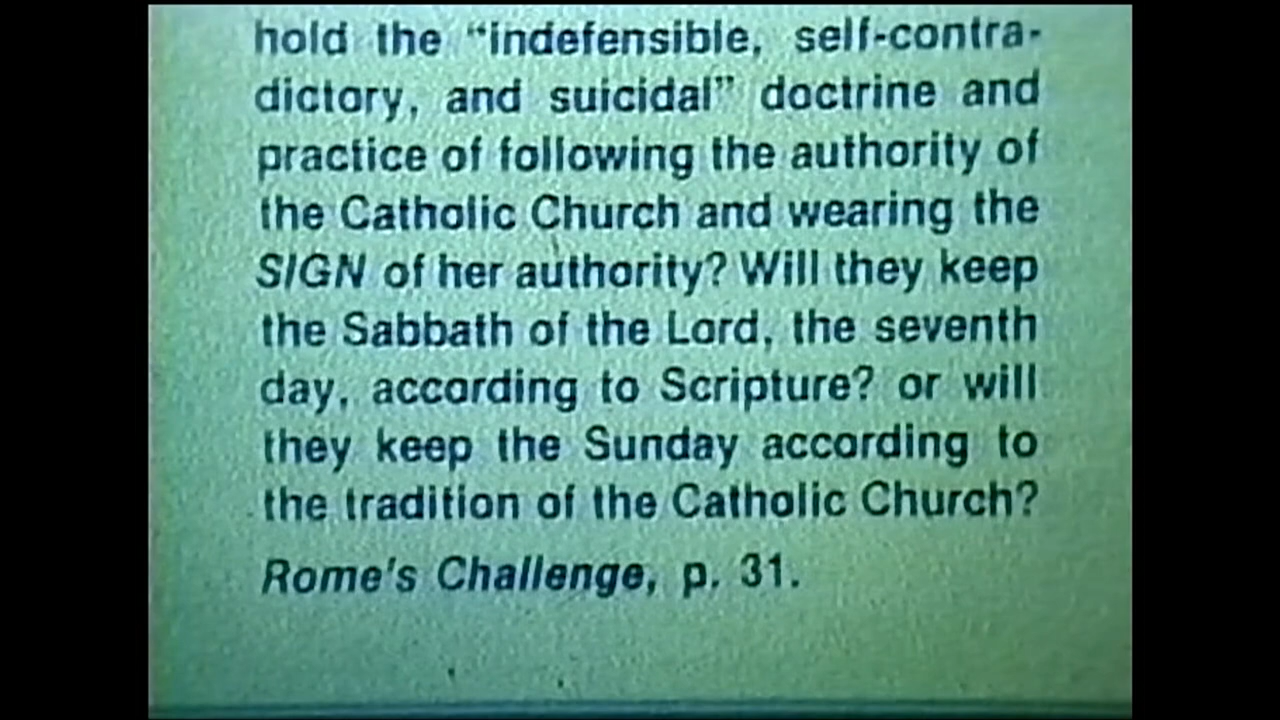 hold the “indefensible, self-contra-
dictory, and suicidal” doctrine and
practice of following the authority of
the Catholic Church and wearing the
SIGN of her authority? Will they keep
the Sabbath of the Lord, the seventh
day, according to Scripture? or will
they keep the Sunday according to
the tradition of the Catholic Church?
Rome's Challenge, p. 31.